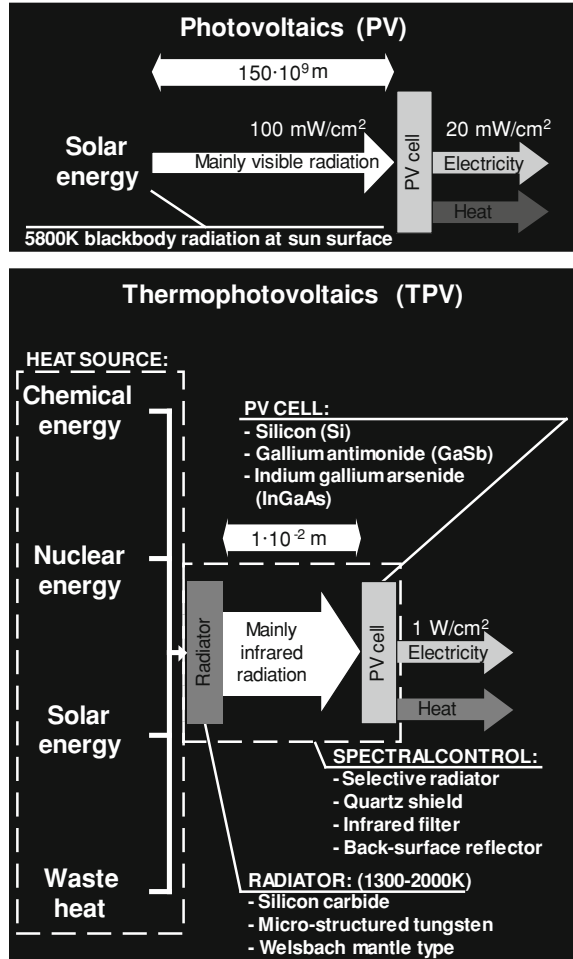 Photovoltaics (PV)
150·10⁹ m
100 mW/cm²
20 mW/cm²
Solar
energy
Mainly visible radiation
PV cell
Electricity
Heat
5800K blackbody radiation at sun surface
Thermophotovoltaics (TPV)
HEAT SOURCE:
Chemical
energy
Nuclear
energy
Solar
energy
Waste
heat
PV CELL:
- Silicon (Si)
- Gallium antimonide (GaSb)
- Indium gallium arsenide
(InGaAs)
1·10⁻² m
Radiator
Mainly
infrared
radiation
PV cell
1 W/cm²
Electricity
Heat
SPECTRALCONTROL:
- Selective radiator
- Quartz shield
- Infrared filter
- Back-surface reflector
RADIATOR: (1300-2000K)
- Silicon carbide
- Micro-structured tungsten
- Welsbach mantle type